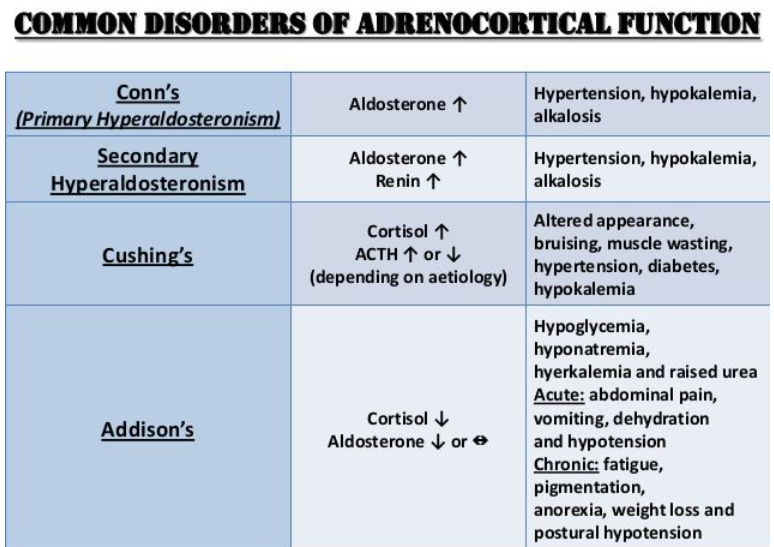 COMMON DISORDERS OF ADRENOCORTICAL FUNCTION
Conn's
(Primary Hyperaldosteronism)
Aldosterone ↑
Hypertension, hypokalemia,
alkalosis
Secondary
Hyperaldosteronism
Aldosterone ↑
Renin ↑
Hypertension, hypokalemia,
alkalosis
Cushing's
Cortisol ↑
ACTH ↑ or ↓
(depending on aetiology)
Altered appearance,
bruising, muscle wasting,
hypertension, diabetes,
hypokalemia
Addison's
Cortisol ↓
Aldosterone ↓ or ⇔
Hypoglycemia,
hyponatremia,
hyerkalemia and raised urea
Acute: abdominal pain,
vomiting, dehydration
and hypotension
Chronic: fatigue,
pigmentation,
anorexia, weight loss and
postural hypotension